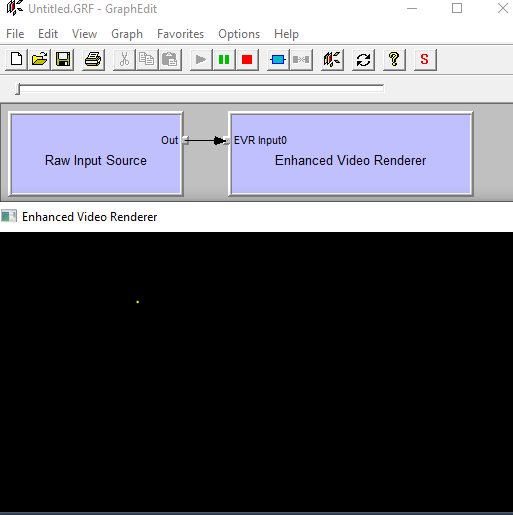 Untitled.GRF - GraphEdit
File Edit View Graph Favorites Options Help
S
Out
EVR Input0
Raw Input Source
Enhanced Video Renderer
Enhanced Video Renderer